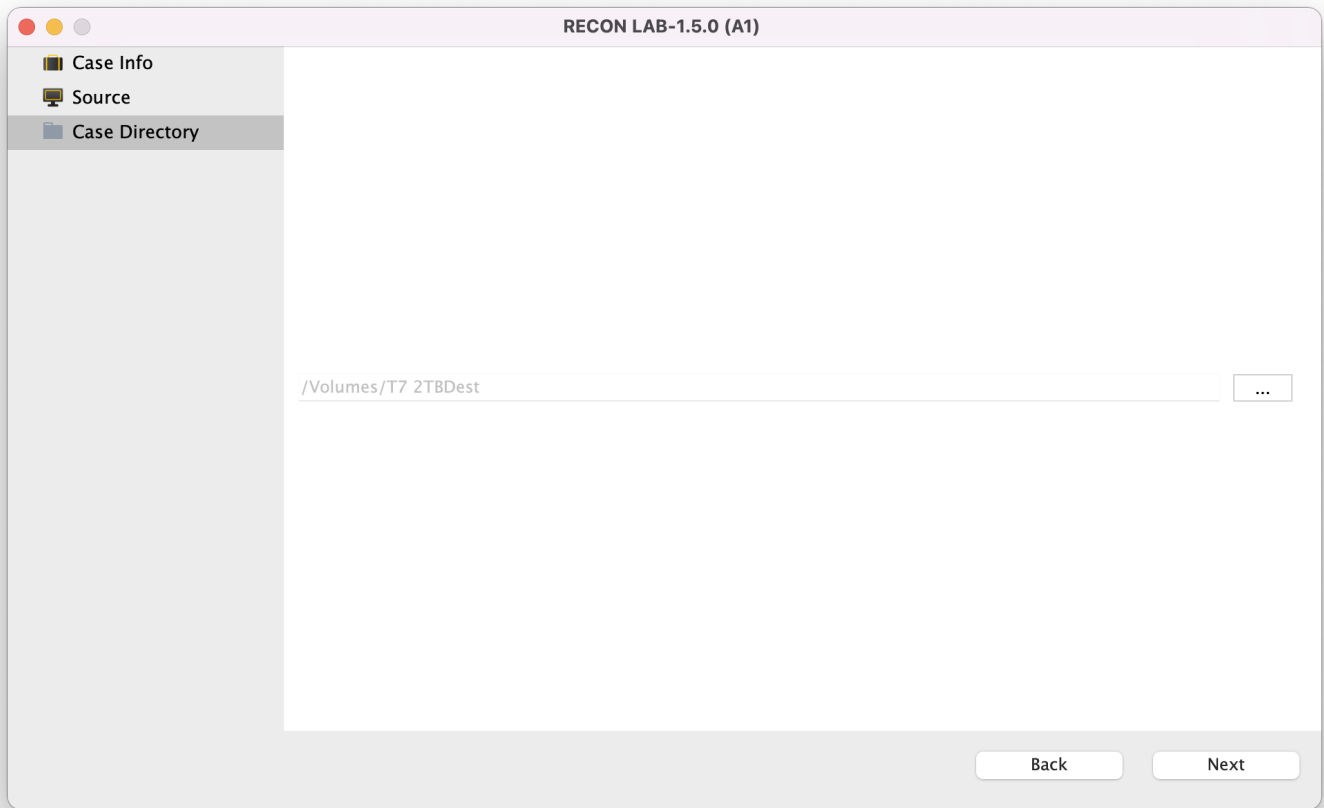 RECON LAB-1.5.0 (A1)
Case Info
Source
Case Directory
/Volumes/T7 2TBDest
...
Back
Next